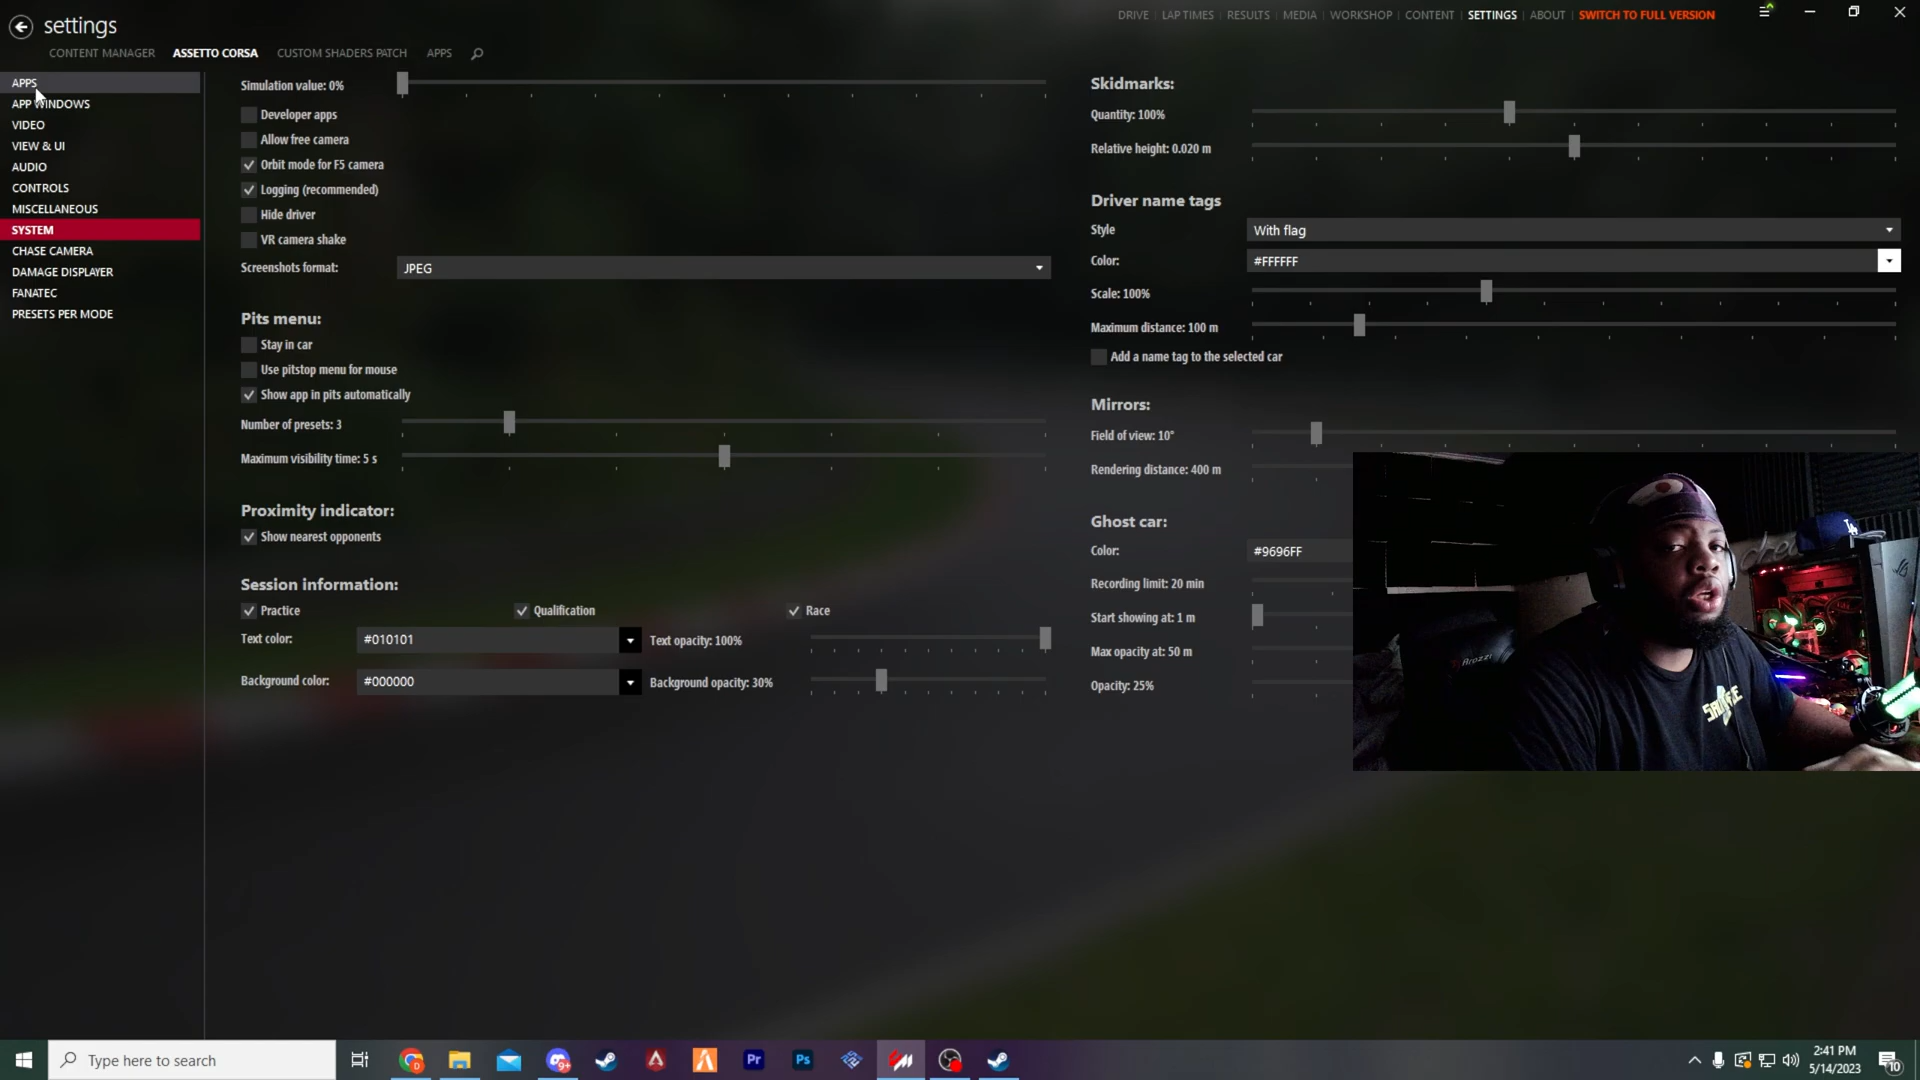 settings
DRIVE | LAP TIMES | RESULTS | MEDIA | WORKSHOP | CONTENT | SETTINGS | ABOUT | SWITCH TO FULL VERSION
CONTENT MANAGER ASSETTO CORSA CUSTOM SHADERS PATCH APPS
APPS
APP WINDOWS
VIDEO
VIEW & UI
AUDIO
CONTROLS
MISCELLANEOUS
SYSTEM
CHASE CAMERA
DAMAGE DISPLAYER
FANATEC
PRESETS PER MODE
Simulation value: 0%
Developer apps
Allow free camera
Orbit mode for F5 camera
Logging (recommended)
Hide driver
VR camera shake
Screenshots format: JPEG
Pits menu:
Stay in car
Use pitstop menu for mouse
Show app in pits automatically
Number of presets: 3
Maximum visibility time: 5 s
Proximity indicator:
Show nearest opponents
Session information:
Practice Qualification Race
Text color: #010101 Text opacity: 100%
Background color: #000000 Background opacity: 30%
Skidmarks:
Quantity: 100%
Relative height: 0.020 m
Driver name tags
Style With flag
Color: #FFFFFF
Scale: 100%
Maximum distance: 100 m
Add a name tag to the selected car
Mirrors:
Field of view: 10°
Rendering distance: 400 m
Ghost car:
Color: #9696FF
Recording limit: 20 min
Start showing at: 1 m
Max opacity at: 50 m
Opacity: 25%
Arozzi
LA
Type here to search
9+
Pr
Ps
2:41 PM
5/14/2023
10